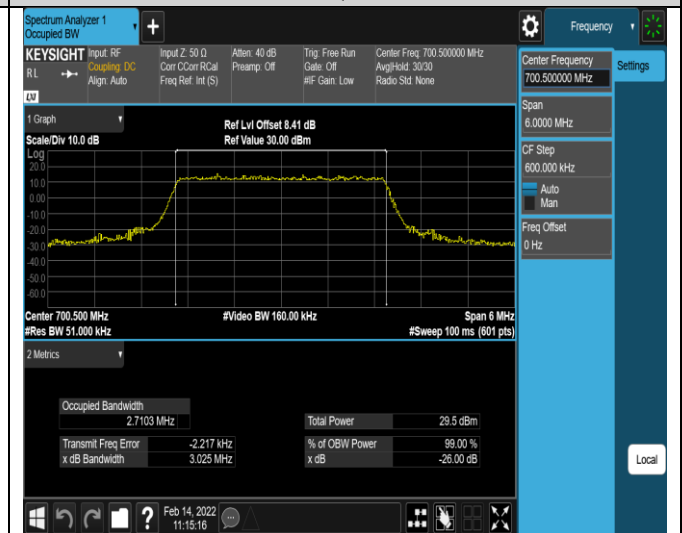 Spectrum Analyzer 1
Occupied BW
Frequency
KEYSIGHT
RL
LXI
Input: RF
Coupling: DC
Align: Auto
Input Z: 50 Ω
Corr CCorr RCal
Freq Ref: Int (S)
Atten: 40 dB
Preamp: Off
Trig: Free Run
Gate: Off
#IF Gain: Low
Center Freq: 700.500000 MHz
Avg|Hold: 30/30
Radio Std: None
Center Frequency
700.500000 MHz
Settings
Span
6.0000 MHz
CF Step
600.000 kHz
Auto
Man
Freq Offset
0 Hz
1 Graph
Scale/Div 10.0 dB
Ref Lvl Offset 8.41 dB
Ref Value 30.00 dBm
Log
20.0
10.0
0.00
-10.0
-20.0
-30.0
-40.0
-50.0
-60.0
Center 700.500 MHz
#Video BW 160.00 kHz
Span 6 MHz
#Res BW 51.000 kHz
#Sweep 100 ms (601 pts)
2 Metrics
Occupied Bandwidth
2.7103 MHz
Total Power 29.5 dBm
Transmit Freq Error -2.217 kHz
% of OBW Power 99.00 %
x dB Bandwidth 3.025 MHz
x dB -26.00 dB
Local
Feb 14, 2022
11:15:16